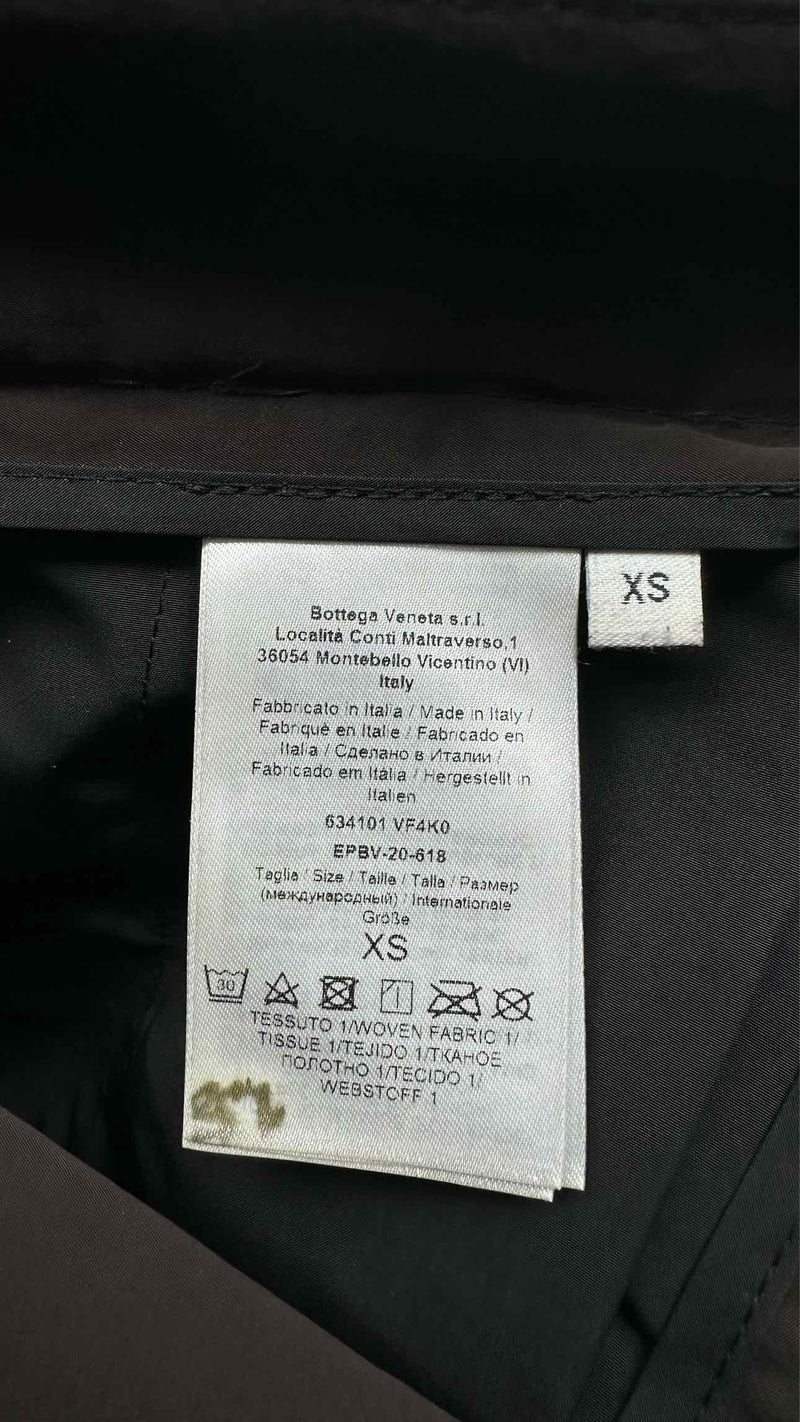 Bottega Veneta s.r.l.
Località Conti Maltraverso,1
36054 Montebello Vicentino (VI)
Italy
Fabbricato in Italia / Made in Italy /
Fabriquè en Italie / Fabricado en
Italia / Сделано в Италии /
Fabricado em Itália / Hergestellt in
Italien
634101 VF4K0
EPBV-20-618
Taglia / Size / Taille / Talla / Размер
(международный) / Internationale
Größe
XS
30
TESSUTO 1/WOVEN FABRIC 1/
TISSUE 1/TEJIDO 1/ТКАНОЕ
ПОЛОТНО 1/TECIDO 1/
WEBSTOFF 1
XS